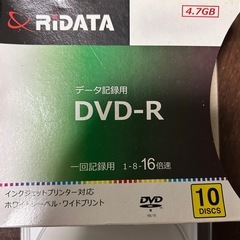 RiDATA
4.7GB
データ記録用
DVD-R
一回記録用 1-8-16倍速
インクジェットプリンター対応
ホワイトレーベル・ワイドプリント
DVD
R
10
DISCS